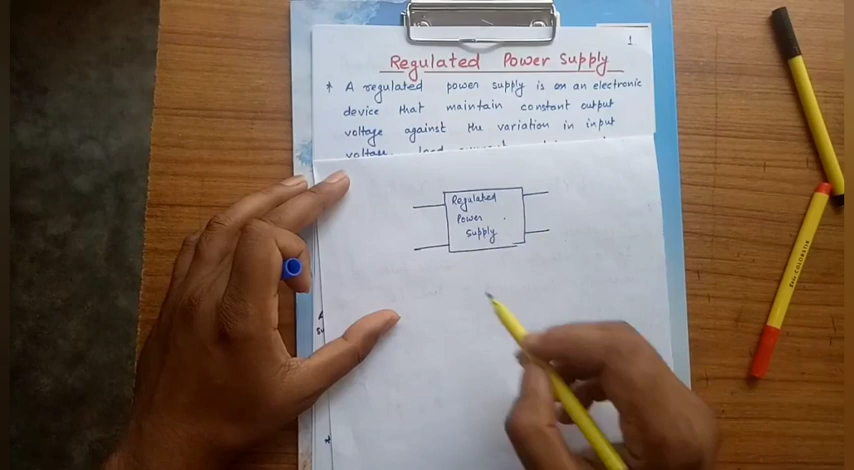 1
Regulated Power Supply
* A regulated power supply is an electronic
device that maintain constant output
voltage against the variation in input
voltage
Regulated
Power
Supply